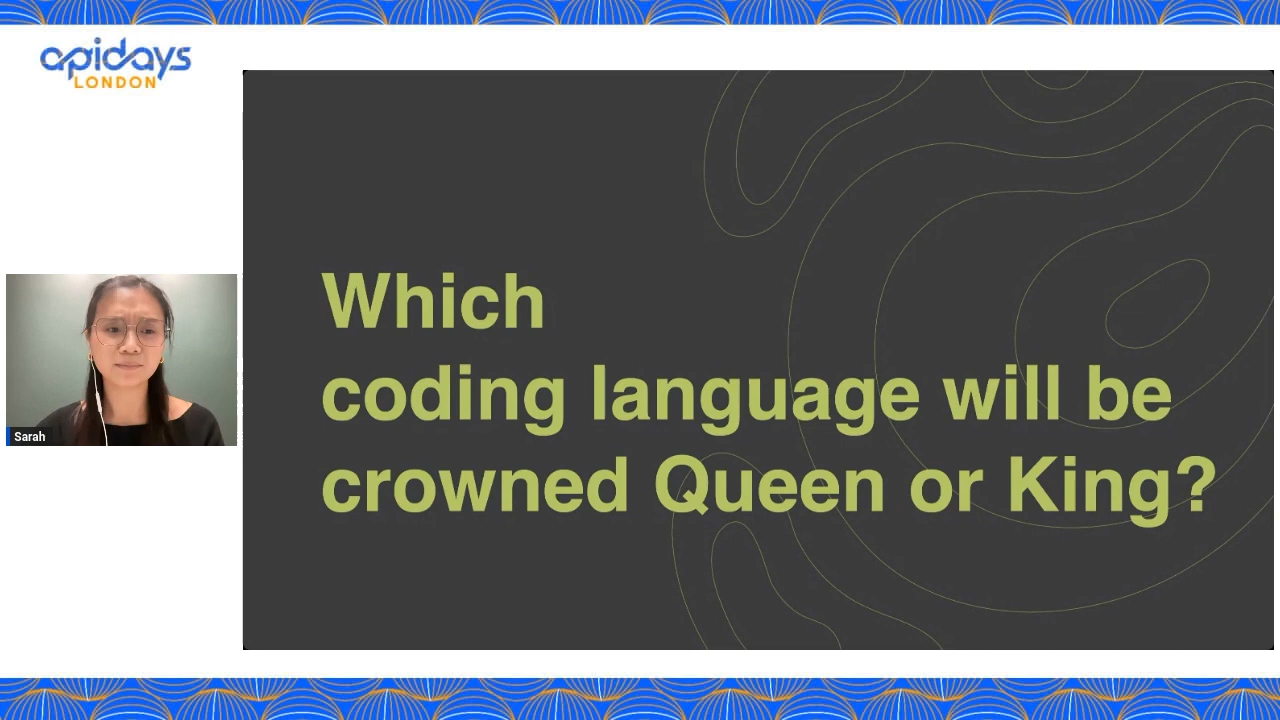 apidays
LONDON
Which
coding language will be
crowned Queen or King?
Sarah